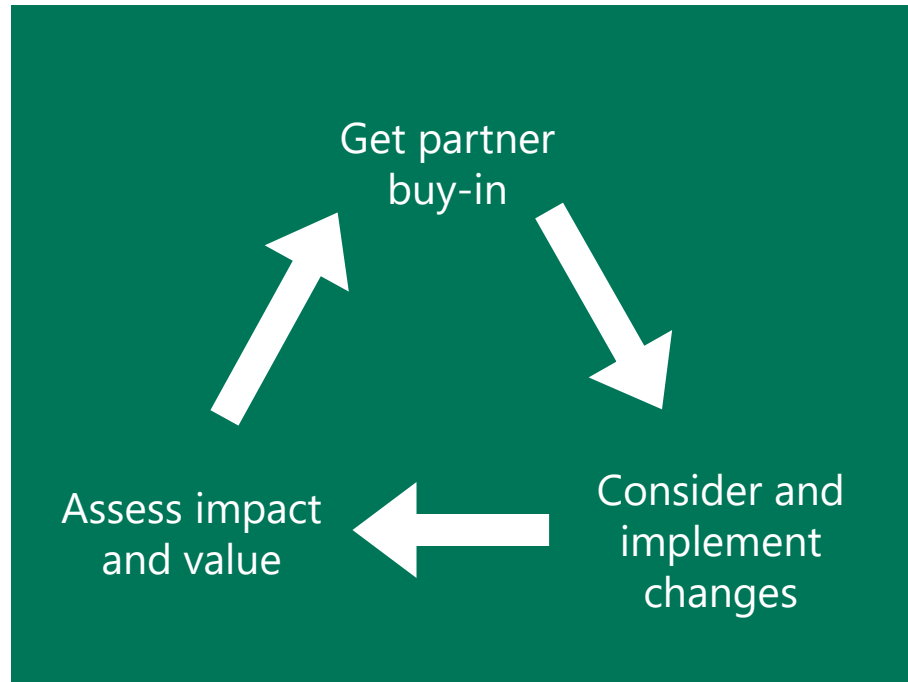 Get partner
buy-in
Consider and
implement
changes
Assess impact
and value